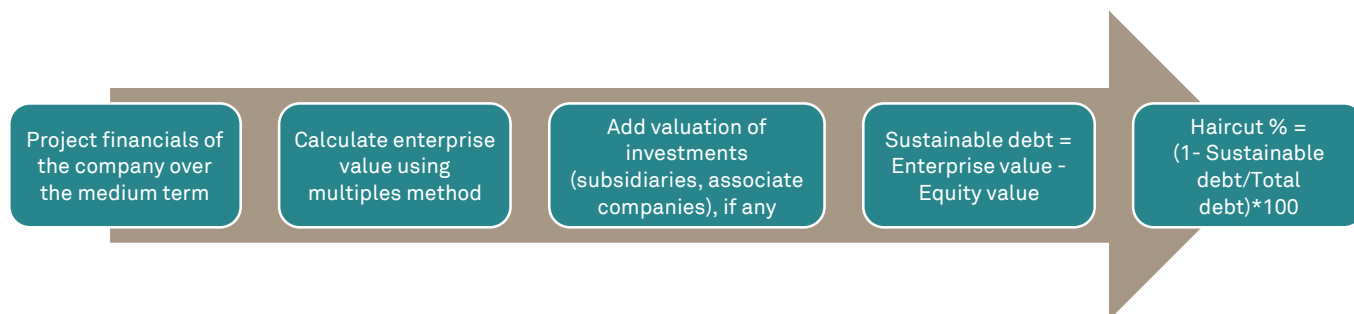 Project financials of
the company over
the medium term
Calculate enterprise
value using
multiples method
Add valuation of
investments
(subsidiaries, associate
companies), if any
Sustainable debt =
Enterprise value -
Equity value
Haircut % =
(1- Sustainable
debt/Total
debt)*100